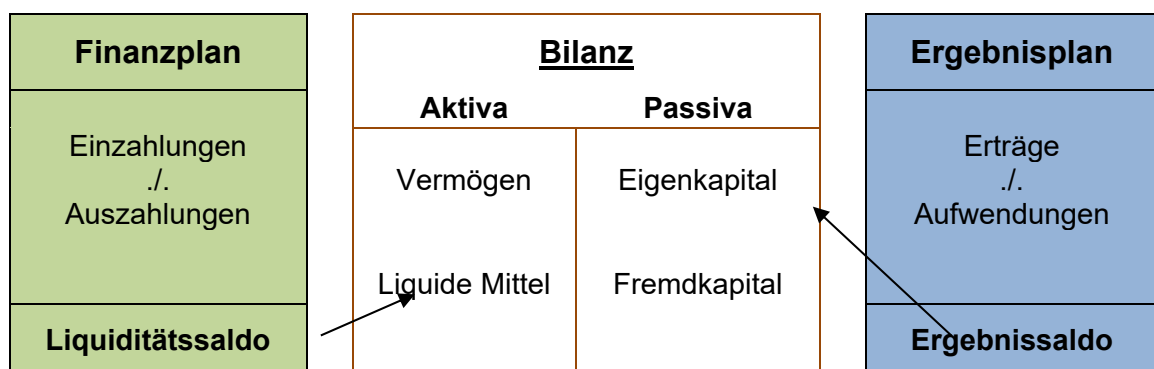 Finanzplan
Einzahlungen
./.
Auszahlungen
Liquiditätssaldo
Bilanz
Aktiva Passiva
Vermögen Eigenkapital
Liquide Mittel Fremdkapital
Ergebnisplan
Erträge
./.
Aufwendungen
Ergebnissaldo